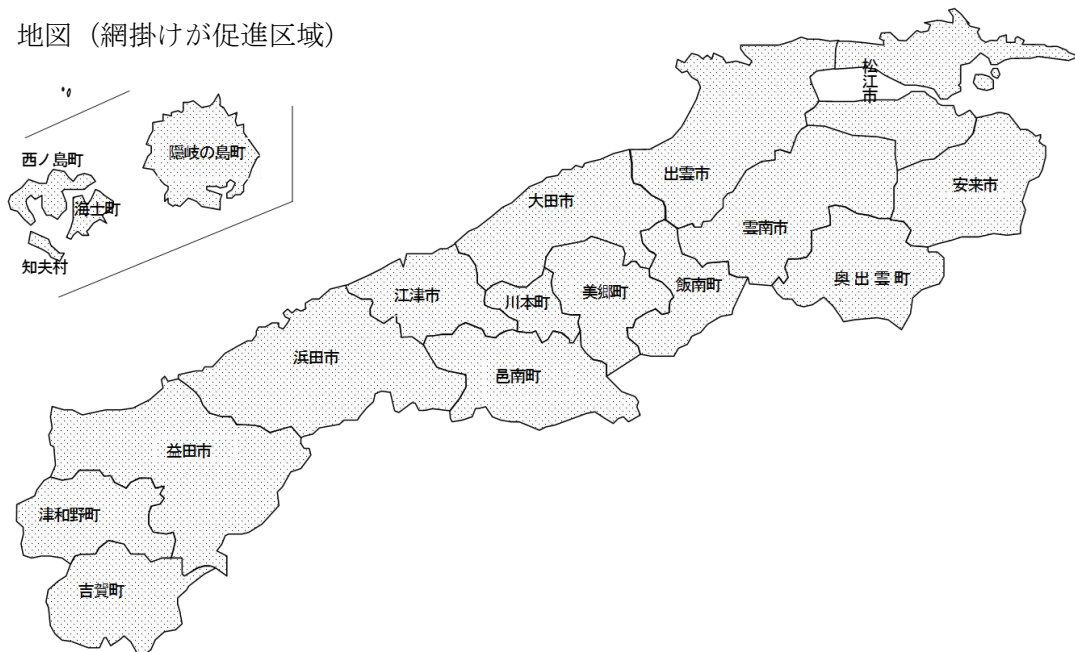 地図（網掛けが促進区域）
松江市
西ノ島町
隠岐の島町
海士町
知夫村
出雲市
安来市
大田市
雲南市
奥出雲町
飯南町
美郷町
江津市
川本町
浜田市
邑南町
益田市
津和野町
吉賀町